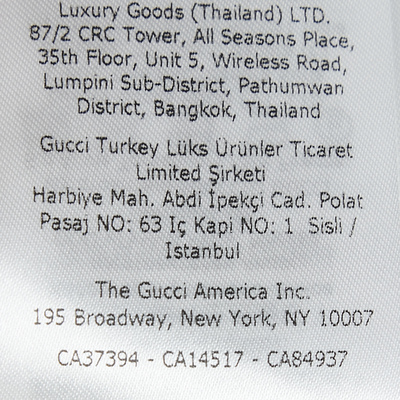 Luxury Goods (Thailand) LTD.
87/2 CRC Tower, All Seasons Place,
35th Floor, Unit 5, Wireless Road,
Lumpini Sub-District, Pathumwan
District, Bangkok, Thailand
Gucci Turkey Lüks Ürünler Ticaret
Limited Şirketi
Harbiye Mah. Abdi İpekçi Cad. Polat
Pasaj NO: 63 Iç Kapi NO: 1 Sisli /
Istanbul
The Gucci America Inc.
195 Broadway, New York, NY 10007
CA37394 - CA14517 - CA84937